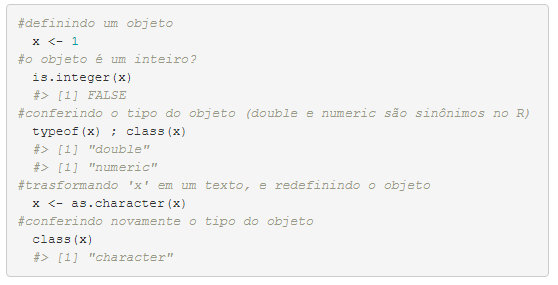 #definindo um objeto
x <- 1
#o objeto é um inteiro?
is.integer(x)
#> [1] FALSE
#conferindo o tipo do objeto (double e numeric são sinônimos no R)
typeof(x) ; class(x)
#> [1] "double"
#> [1] "numeric"
#trasformando 'x' em um texto, e redefinindo o objeto
x <- as.character(x)
#conferindo novamente o tipo do objeto
class(x)
#> [1] "character"